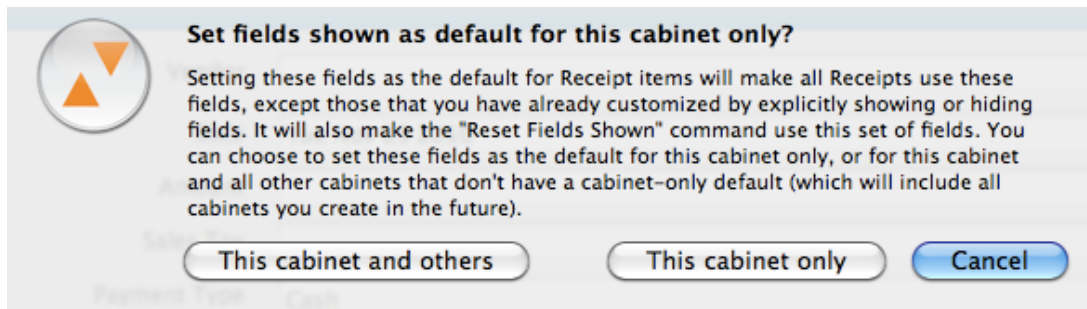 Set fields shown as default for this cabinet only?
Setting these fields as the default for Receipt items will make all Receipts use these
fields, except those that you have already customized by explicitly showing or hiding
fields. It will also make the "Reset Fields Shown" command use this set of fields. You
can choose to set these fields as the default for this cabinet only, or for this cabinet
and all other cabinets that don't have a cabinet-only default (which will include all
cabinets you create in the future).
Sales Tax
This cabinet and others
This cabinet only
Cancel
Payment Type
Cash